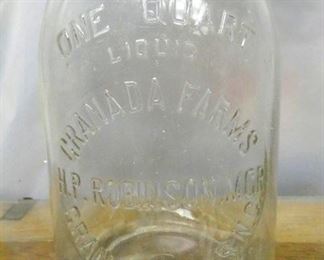 ONE QUART
LIQUID
GRANADA FARMS
H.P. ROBINSON, MGR